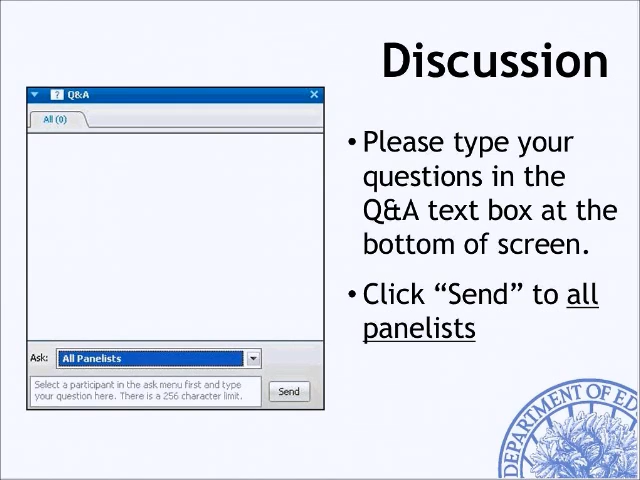 Discussion
Q&A
All (0)
Ask: All Panelists
Select a participant in the ask menu first and type
your question here. There is a 256 character limit.
Send
• Please type your
questions in the
Q&A text box at the
bottom of screen.
• Click “Send” to all
panelists
DEPARTMENT OF